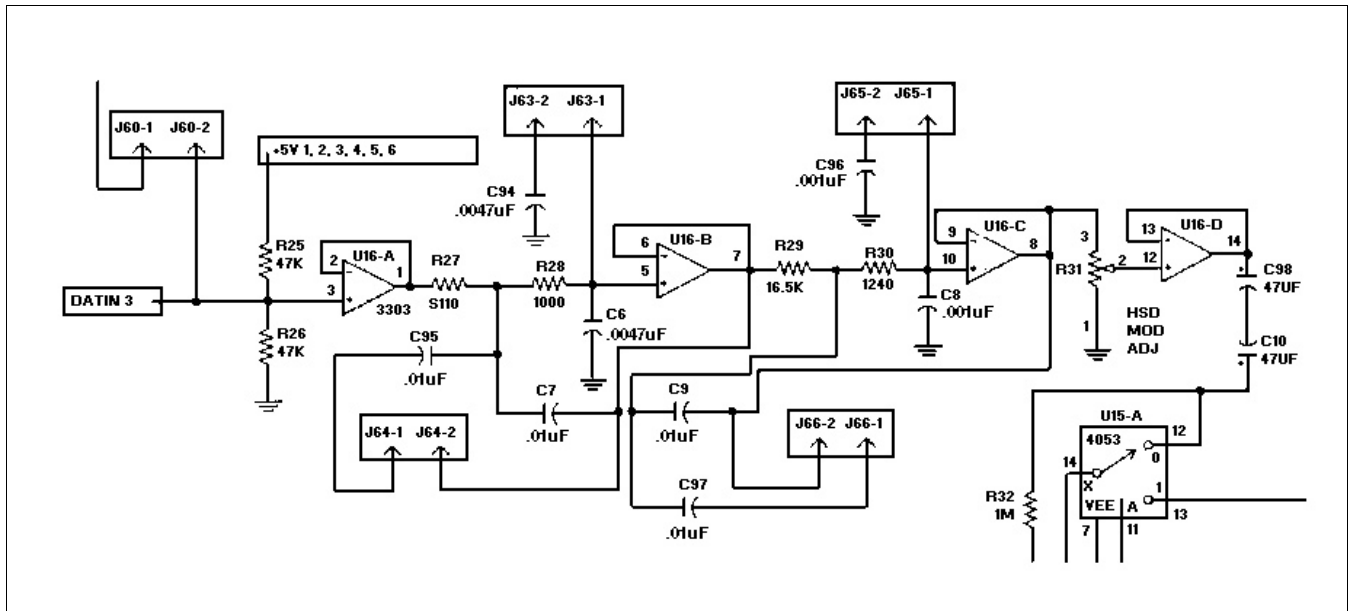 J60-1 J60-2
+5V 1, 2, 3, 4, 5, 6
J63-2 J63-1
J65-2 J65-1
C94
.0047uF
C96
.001uF
R25
47K
DATIN 3
R26
47K
2
3
U16-A
1
3303
R27
S110
R28
1000
C6
.0047uF
6
5
U16-B
7
R29
16.5K
R30
1240
C8
.001uF
9
10
U16-C
8
3
R31
2
1
HSD
MOD
ADJ
13
12
U16-D
14
C98
47UF
C10
47UF
C95
.01uF
C7
.01uF
C9
.01uF
J64-1 J64-2
J66-2 J66-1
C97
.01uF
U15-A
4053
12
0
14
X
1
VEE A
13
7
11
R32
1M